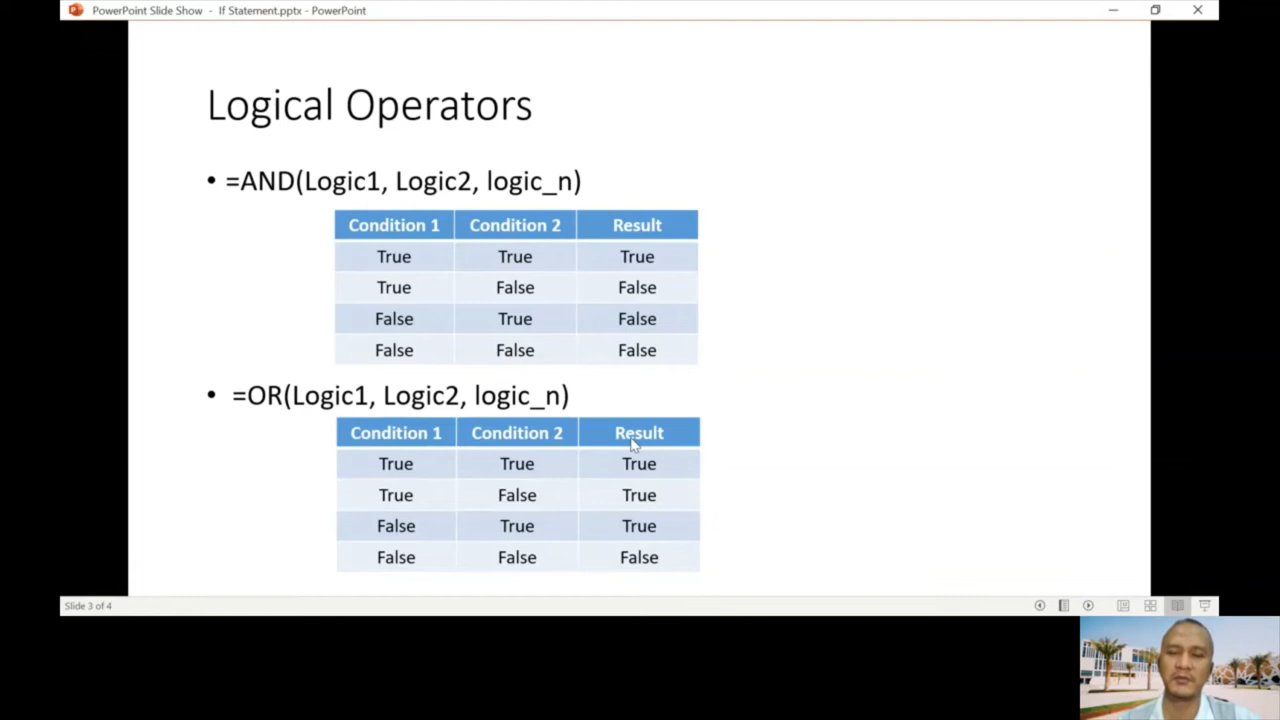 PowerPoint Slide Show - If Statement.pptx - PowerPoint
Logical Operators
• =AND(Logic1, Logic2, logic_n)
Condition 1 Condition 2 Result
True True True
True False False
False True False
False False False
• =OR(Logic1, Logic2, logic_n)
Condition 1 Condition 2 Result
True True True
True False True
False True True
False False False
Slide 3 of 4